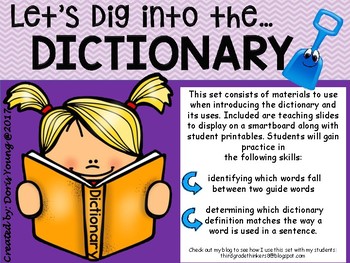 Let's Dig into the...
DICTIONARY
This set consists of materials to use
when introducing the dictionary and
its uses. Included are teaching slides
to display on a smartboard along with
student printables. Students will gain
practice in
the following skills:
identifying which words fall
between two guide words
determining which dictionary
definition matches the way a
word is used in a sentence.
Check out my blog to see how I use this set with my students:
thirdgradethinkers8@blogspot.com
Dictionary
Created by: Doris Young @2017